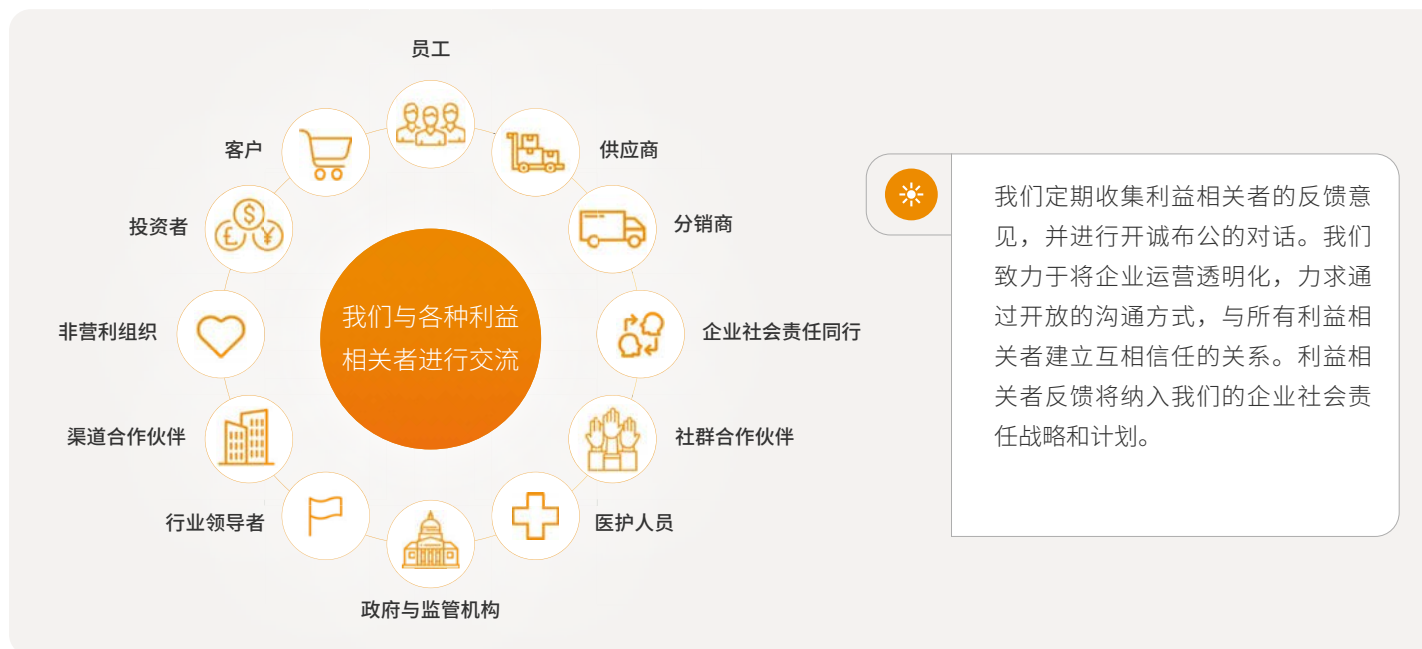 员工
供应商
分销商
企业社会责任同行
社群合作伙伴
医护人员
政府与监管机构
行业领导者
渠道合作伙伴
非营利组织
投资者
客户
我们与各种利益
相关者进行交流
我们定期收集利益相关者的反馈意
见，并进行开诚布公的对话。我们
致力于将企业运营透明化，力求通
过开放的沟通方式，与所有利益相
关者建立互相信任的关系。利益相
关者反馈将纳入我们的企业社会责
任战略和计划。